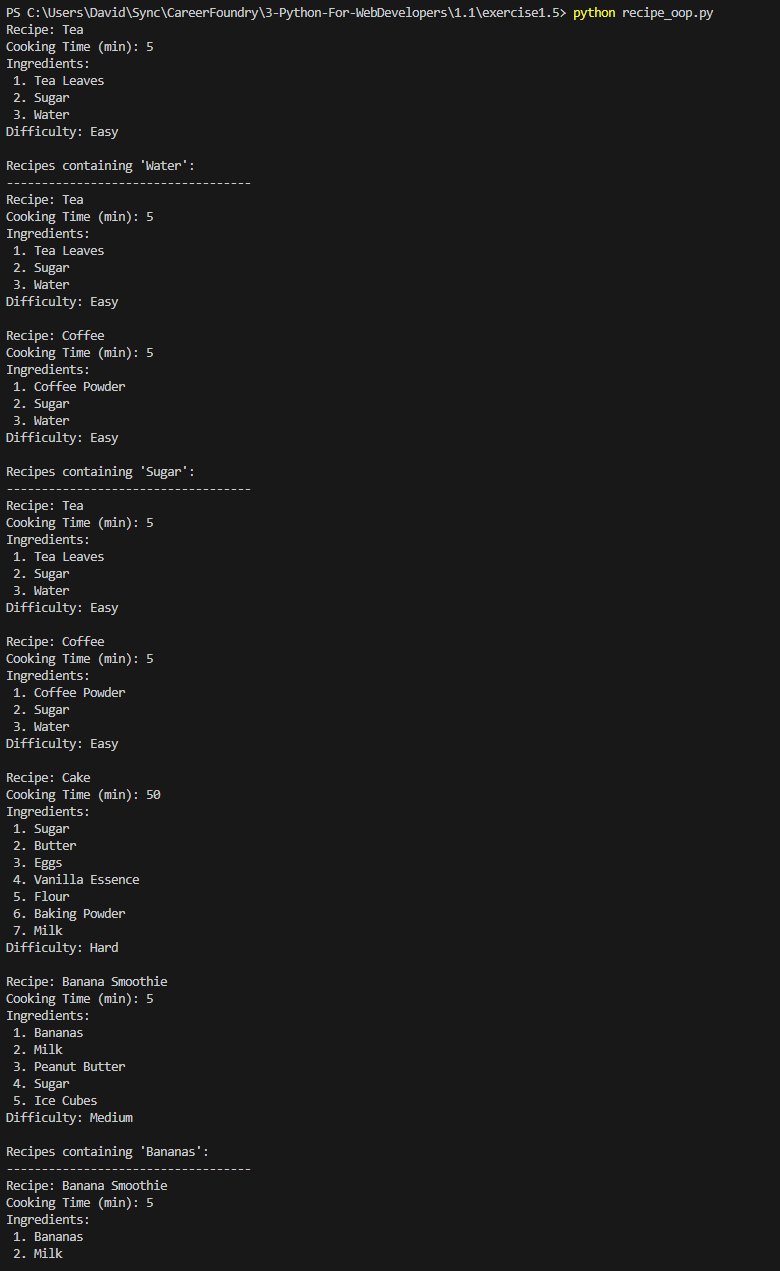 PS C:\Users\David\Sync\CareerFoundry\3-Python-For-WebDevelopers\1.1\exercise1.5> python recipe_oop.py
Recipe: Tea
Cooking Time (min): 5
Ingredients:
 1. Tea Leaves
 2. Sugar
 3. Water
Difficulty: Easy

Recipes containing 'Water':
-----------------------------------
Recipe: Tea
Cooking Time (min): 5
Ingredients:
 1. Tea Leaves
 2. Sugar
 3. Water
Difficulty: Easy

Recipe: Coffee
Cooking Time (min): 5
Ingredients:
 1. Coffee Powder
 2. Sugar
 3. Water
Difficulty: Easy

Recipes containing 'Sugar':
-----------------------------------
Recipe: Tea
Cooking Time (min): 5
Ingredients:
 1. Tea Leaves
 2. Sugar
 3. Water
Difficulty: Easy

Recipe: Coffee
Cooking Time (min): 5
Ingredients:
 1. Coffee Powder
 2. Sugar
 3. Water
Difficulty: Easy

Recipe: Cake
Cooking Time (min): 50
Ingredients:
 1. Sugar
 2. Butter
 3. Eggs
 4. Vanilla Essence
 5. Flour
 6. Baking Powder
 7. Milk
Difficulty: Hard

Recipe: Banana Smoothie
Cooking Time (min): 5
Ingredients:
 1. Bananas
 2. Milk
 3. Peanut Butter
 4. Sugar
 5. Ice Cubes
Difficulty: Medium

Recipes containing 'Bananas':
-----------------------------------
Recipe: Banana Smoothie
Cooking Time (min): 5
Ingredients:
 1. Bananas
 2. Milk